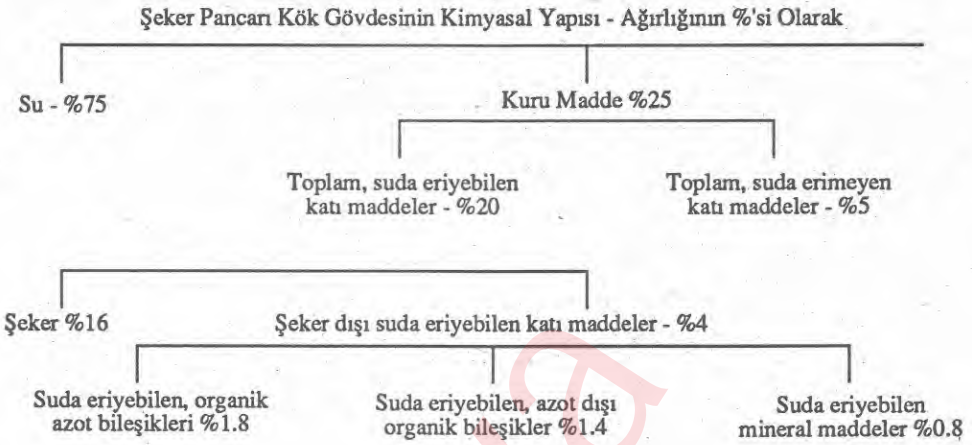 Şeker Pancarı Kök Gövdesinin Kimyasal Yapısı - Ağırlığının %'si Olarak
Su - %75
Kuru Madde %25
Toplam, suda eriyebilen
katı maddeler - %20
Toplam, suda erimeyen
katı maddeler - %5
Şeker %16
Şeker dışı suda eriyebilen katı maddeler - %4
Suda eriyebilen, organik
azot bileşikleri %1.8
Suda eriyebilen, azot dışı
organik bileşikler %1.4
Suda eriyebilen
mineral maddeler %0.8